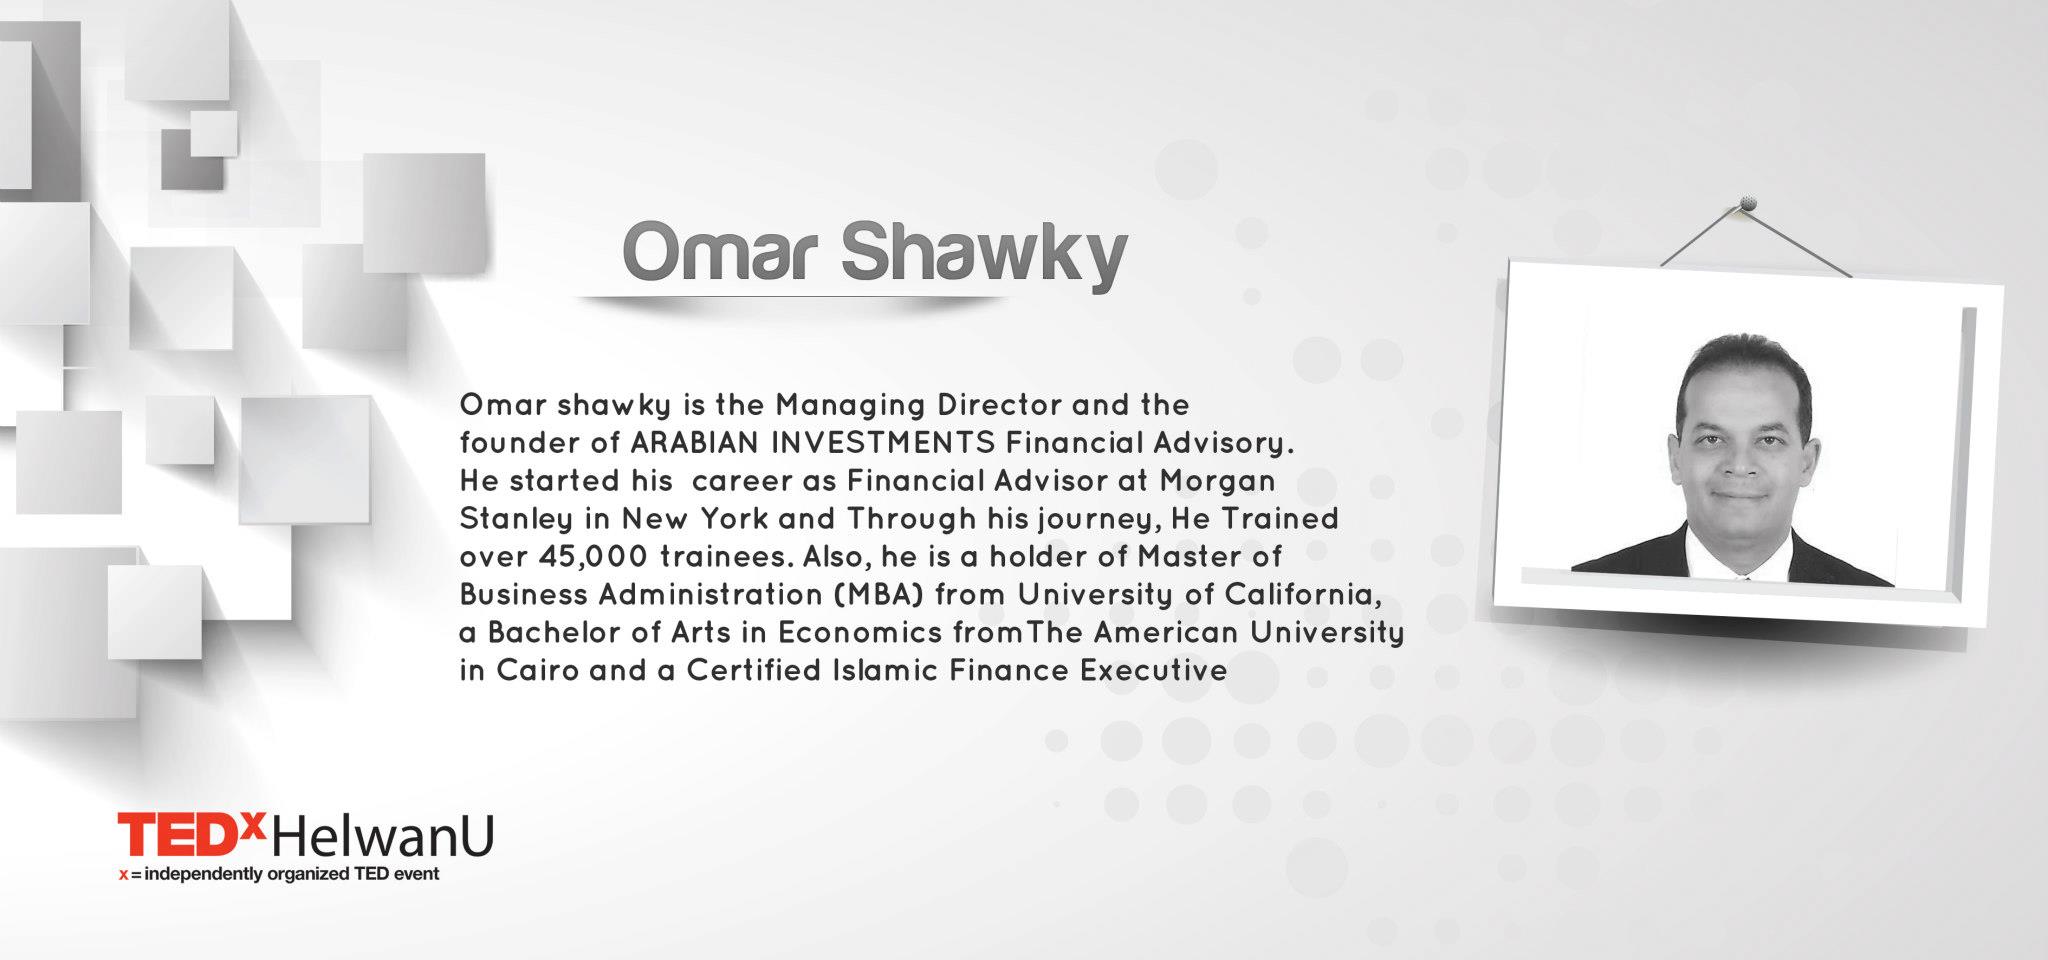 Omar Shawky
Omar shawky is the Managing Director and the
founder of ARABIAN INVESTMENTS Financial Advisory.
He started his  career as Financial Advisor at Morgan
Stanley in New York and Through his journey, He Trained
over 45,000 trainees. Also, he is a holder of Master of
Business Administration (MBA) from University of California,
a Bachelor of Arts in Economics fromThe American University
in Cairo and a Certified Islamic Finance Executive
TEDxHelwanU
x = independently organized TED event